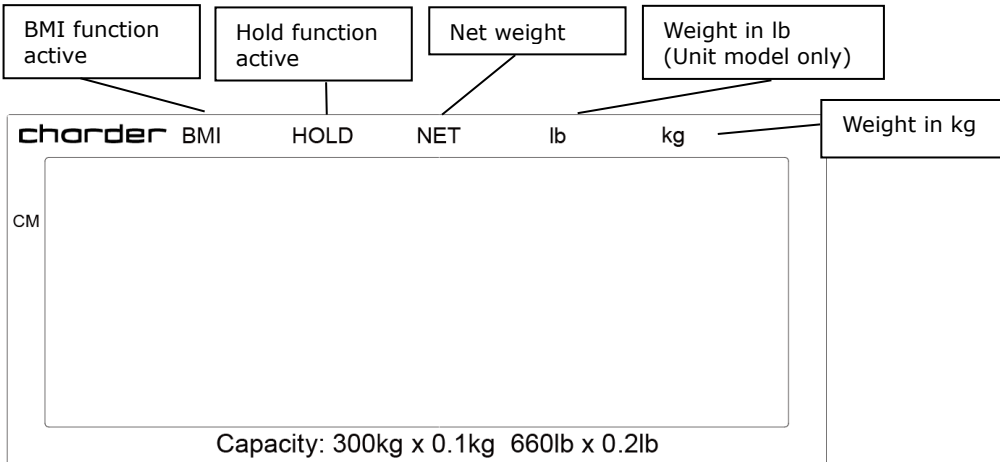 BMI function
active
Hold function
active
Net weight
Weight in lb
(Unit model only)
Weight in kg
charder BMI HOLD NET lb kg
CM
Capacity: 300kg x 0.1kg 660lb x 0.2lb